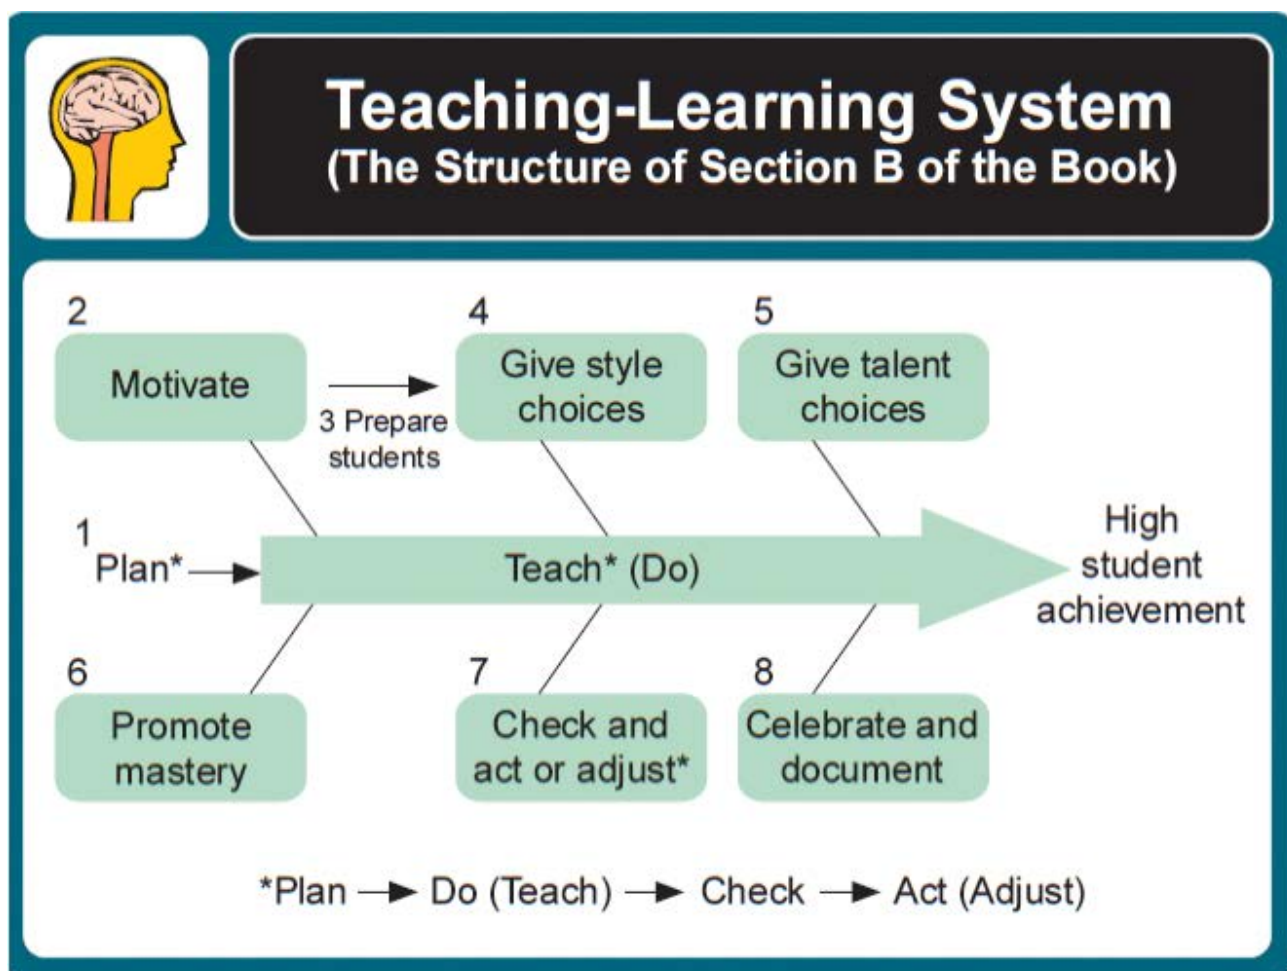 Teaching-Learning System
(The Structure of Section B of the Book)
2
Motivate
3 Prepare
students
4
Give style
choices
5
Give talent
choices
1
Plan*
Teach* (Do)
High
student
achievement
6
Promote
mastery
7
Check and
act or adjust*
8
Celebrate and
document
*Plan → Do (Teach) → Check → Act (Adjust)